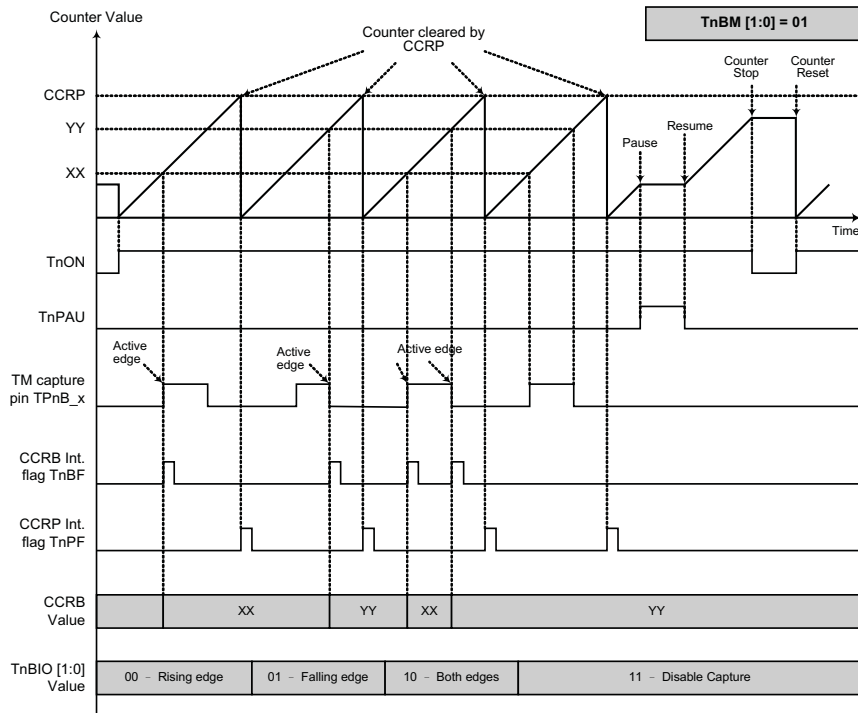 Counter Value
TnBM [1:0] = 01
Counter cleared by
CCRP
Counter
Stop
Counter
Reset
CCRP
YY
XX
Pause
Resume
Time
TnON
TnPAU
Active
edge
Active
edge
Active edge
TM capture
pin TPnB_x
CCRB Int.
flag TnBF
CCRP Int.
flag TnPF
CCRB
Value
XX
YY
XX
YY
TnBIO [1:0]
Value
00 - Rising edge
01 - Falling edge
10 - Both edges
11 - Disable Capture